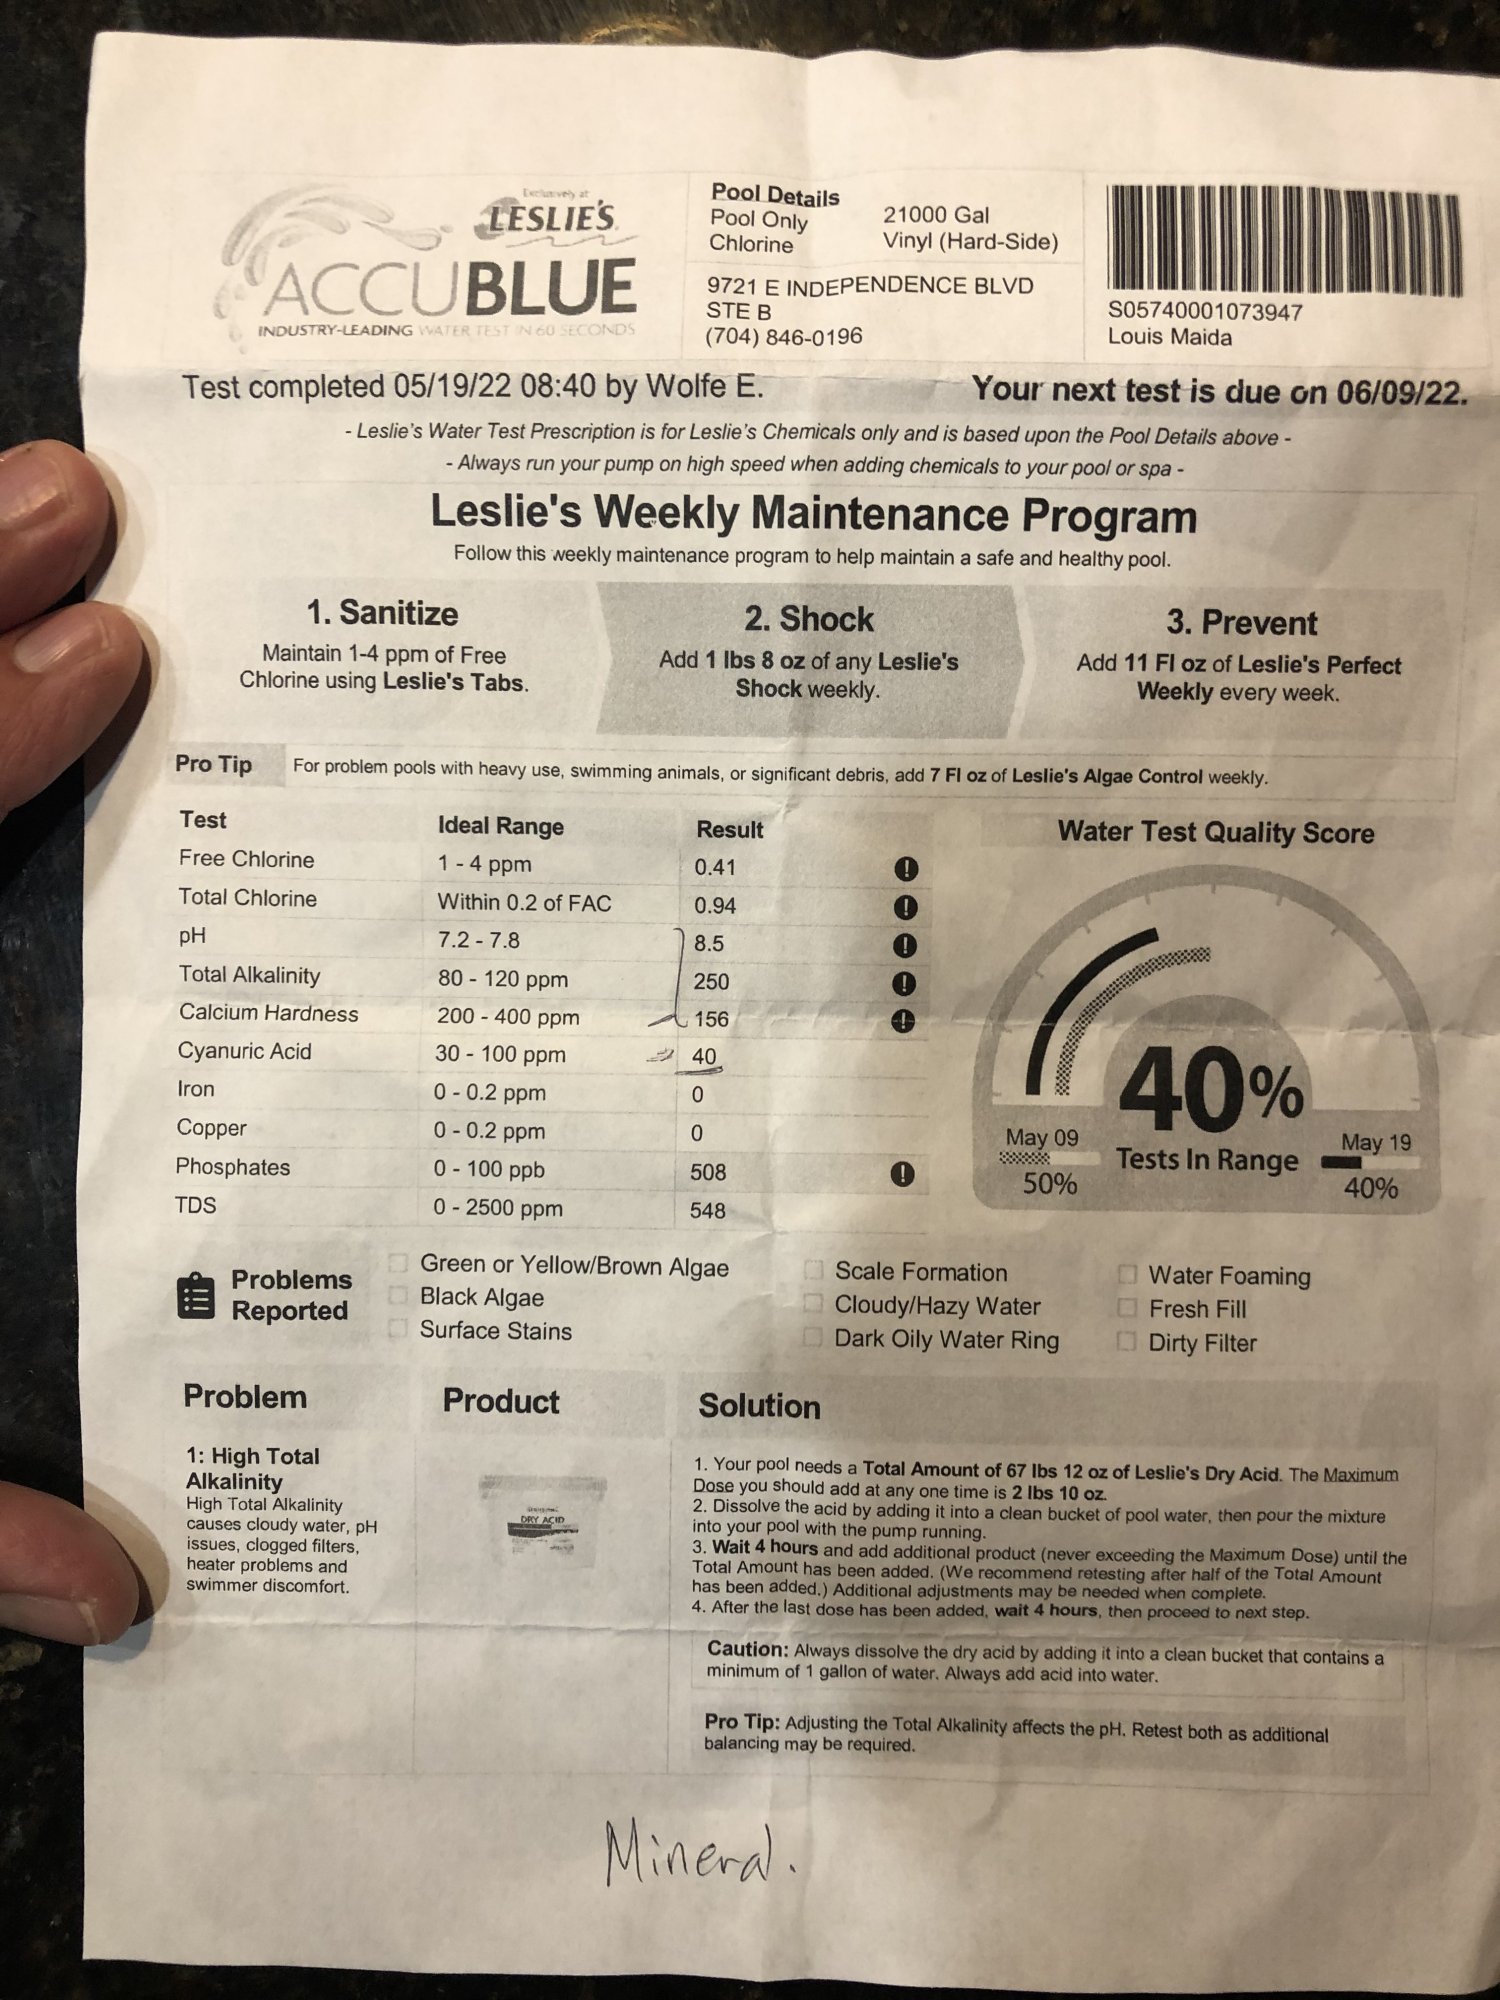 Exclusively at
LESLIE'S
ACCUBLUE
INDUSTRY-LEADING WATER TEST IN 60 SECONDS
Pool Details
Pool Only 21000 Gal
Chlorine Vinyl (Hard-Side)
9721 E INDEPENDENCE BLVD
STE B
(704) 846-0196
S05740001073947
Louis Maida
Test completed 05/19/22 08:40 by Wolfe E. Your next test is due on 06/09/22.
- Leslie's Water Test Prescription is for Leslie's Chemicals only and is based upon the Pool Details above -
- Always run your pump on high speed when adding chemicals to your pool or spa -
Leslie's Weekly Maintenance Program
Follow this weekly maintenance program to help maintain a safe and healthy pool.
1. Sanitize
Maintain 1-4 ppm of Free
Chlorine using Leslie's Tabs.
2. Shock
Add 1 lbs 8 oz of any Leslie's
Shock weekly.
3. Prevent
Add 11 Fl oz of Leslie's Perfect
Weekly every week.
Pro Tip For problem pools with heavy use, swimming animals, or significant debris, add 7 Fl oz of Leslie's Algae Control weekly.
Test Ideal Range Result
Free Chlorine 1 - 4 ppm 0.41
Total Chlorine Within 0.2 of FAC 0.94
pH 7.2 - 7.8 8.5
Total Alkalinity 80 - 120 ppm 250
Calcium Hardness 200 - 400 ppm 156
Cyanuric Acid 30 - 100 ppm 40
Iron 0 - 0.2 ppm 0
Copper 0 - 0.2 ppm 0
Phosphates 0 - 100 ppb 508
TDS 0 - 2500 ppm 548
Water Test Quality Score
40%
Tests In Range
May 09
50%
May 19
40%
Problems
Reported
Green or Yellow/Brown Algae
Black Algae
Surface Stains
Scale Formation
Cloudy/Hazy Water
Dark Oily Water Ring
Water Foaming
Fresh Fill
Dirty Filter
Problem Product Solution
1: High Total
Alkalinity
High Total Alkalinity
causes cloudy water, pH
issues, clogged filters,
heater problems and
swimmer discomfort.
DRY ACID
1. Your pool needs a Total Amount of 67 lbs 12 oz of Leslie's Dry Acid. The Maximum
Dose you should add at any one time is 2 lbs 10 oz.
2. Dissolve the acid by adding it into a clean bucket of pool water, then pour the mixture
into your pool with the pump running.
3. Wait 4 hours and add additional product (never exceeding the Maximum Dose) until the
Total Amount has been added. (We recommend retesting after half of the Total Amount
has been added.) Additional adjustments may be needed when complete.
4. After the last dose has been added, wait 4 hours, then proceed to next step.
Caution: Always dissolve the dry acid by adding it into a clean bucket that contains a
minimum of 1 gallon of water. Always add acid into water.
Pro Tip: Adjusting the Total Alkalinity affects the pH. Retest both as additional
balancing may be required.
Mineral.